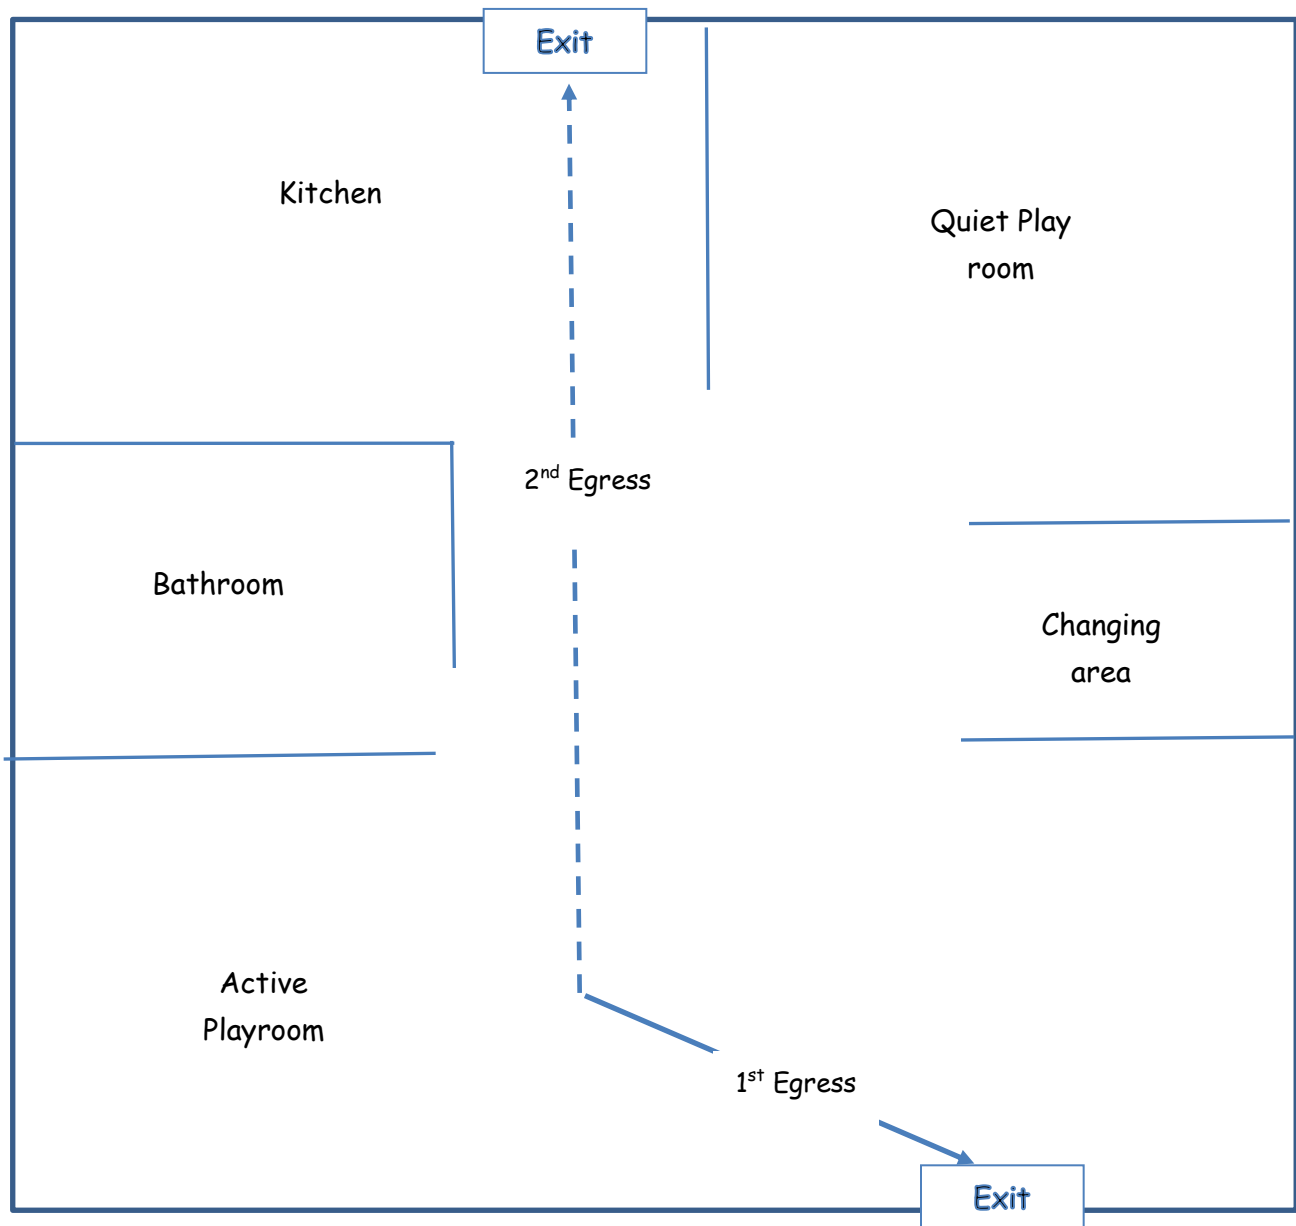 Exit
Kitchen
Quiet Play
room
2nd Egress
Bathroom
Changing
area
Active
Playroom
1st Egress
Exit